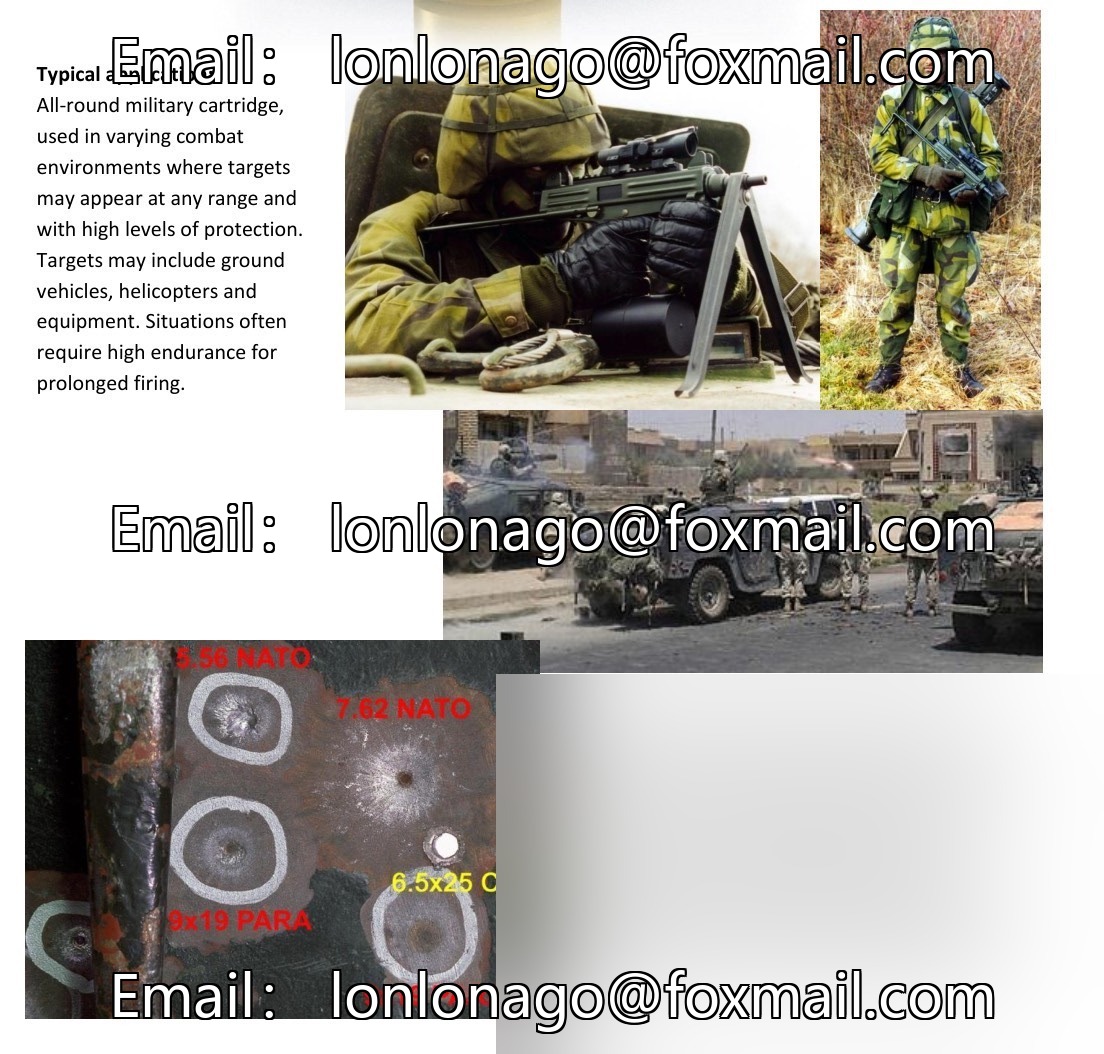 Email: lonlonago@foxmail.com
Typical
All-round military cartridge,
used in varying combat
environments where targets
may appear at any range and
with high levels of protection.
Targets may include ground
vehicles, helicopters and
equipment. Situations often
require high endurance for
prolonged firing.
Email: lonlonago@foxmail.com
5.56 NATO
7.62 NATO
6.5x25 C
9x19 PARA
Email: lonlonago@foxmail.com